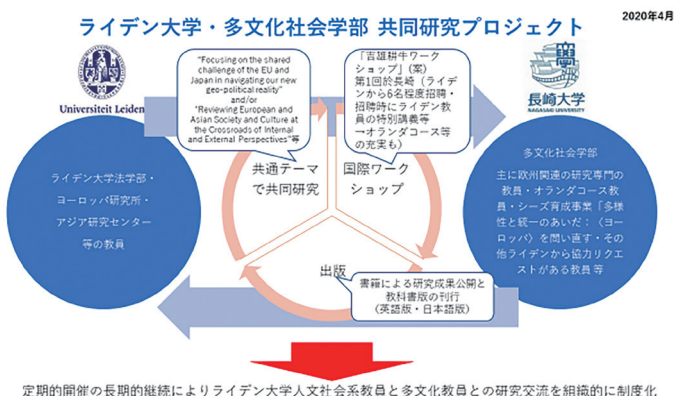 2020年4月
ライデン大学・多文化社会学部 共同研究プロジェクト
Universiteit Leiden
"Focusing on the shared
challenge of the EU and
Japan in navigating our new
geo-political reality"
and/or
"Reviewing European and
Asian Society and Culture at
the Crossroads of Internal
and External Perspectives"等
「吉雄耕牛ワーク
ショップ」(案)
第1回於長崎(ライデ
ンから6名程度招聘・
招聘時にライデン教
員の特別講義等
→オランダコース等
の充実も)
長崎大学
NAGASAKI UNIVERSITY
ライデン大学法学部・
ヨーロッパ研究所・
アジア研究センター
等の教員
共通テーマ
で共同研究
国際ワーク
ショップ
多文化社会学部
主に欧州関連の研究専門の
教員・オランダコース教
員・シーズ育成事業「多様
性と統一のあいだ:〈ヨー
ロッパ〉を問い直す・その
他ライデンから協力リクエ
ストがある教員等
出版
書籍による研究成果公開と
教科書版の刊行
(英語版・日本語版)
定期的開催の長期的継続によりライデン大学人文社会系教員と多文化教員との研究交流を組織的に制度化